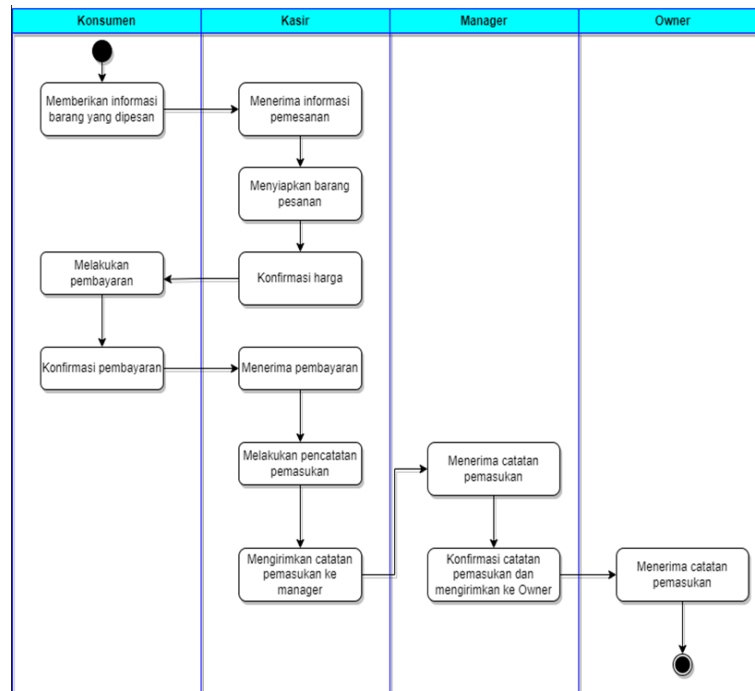 Konsumen
Kasir
Manager
Owner
Memberikan informasi
barang yang dipesan
Menerima informasi
pemesanan
Menyiapkan barang
pesanan
Konfirmasi harga
Melakukan
pembayaran
Konfirmasi pembayaran
Menerima pembayaran
Melakukan pencatatan
pemasukan
Mengirimkan catatan
pemasukan ke
manager
Menerima catatan
pemasukan
Konfirmasi catatan
pemasukan dan
mengirimkan ke Owner
Menerima catatan
pemasukan